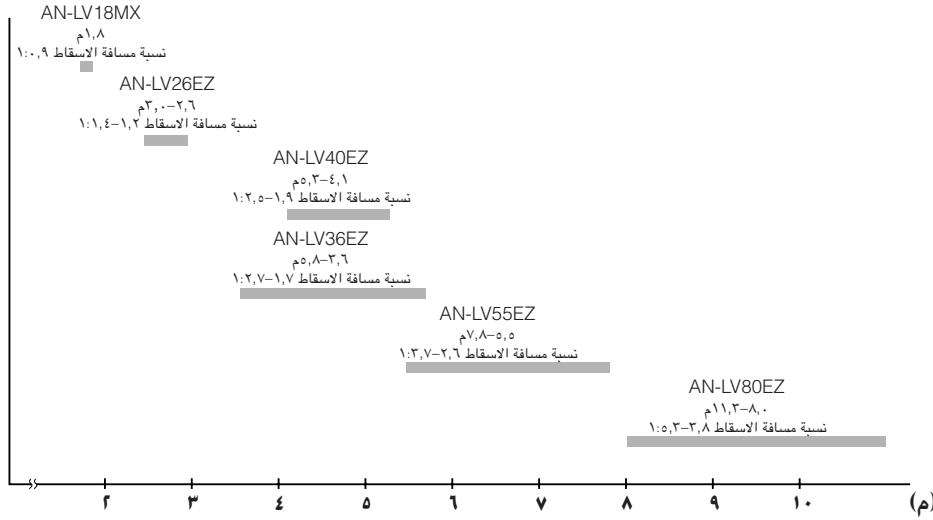 AN-LV18MX
١,٨م
نسبة مسافة الاسقاط ١:٠,٩
AN-LV26EZ
٢,٦–٣,٠م
نسبة مسافة الاسقاط ١,٢–١:١,٤
AN-LV40EZ
٤,١–٥,٣م
نسبة مسافة الاسقاط ١,٩–١:٢,٥
AN-LV36EZ
٣,٦–٥,٨م
نسبة مسافة الاسقاط ١,٧–١:٢,٧
AN-LV55EZ
٥,٥–٧,٨م
نسبة مسافة الاسقاط ٢,٦–١:٣,٧
AN-LV80EZ
٨,٠–١١,٣م
نسبة مسافة الاسقاط ٣,٨–١:٥,٣
٢ ٣ ٤ ٥ ٦ ٧ ٨ ٩ ١٠ (م)